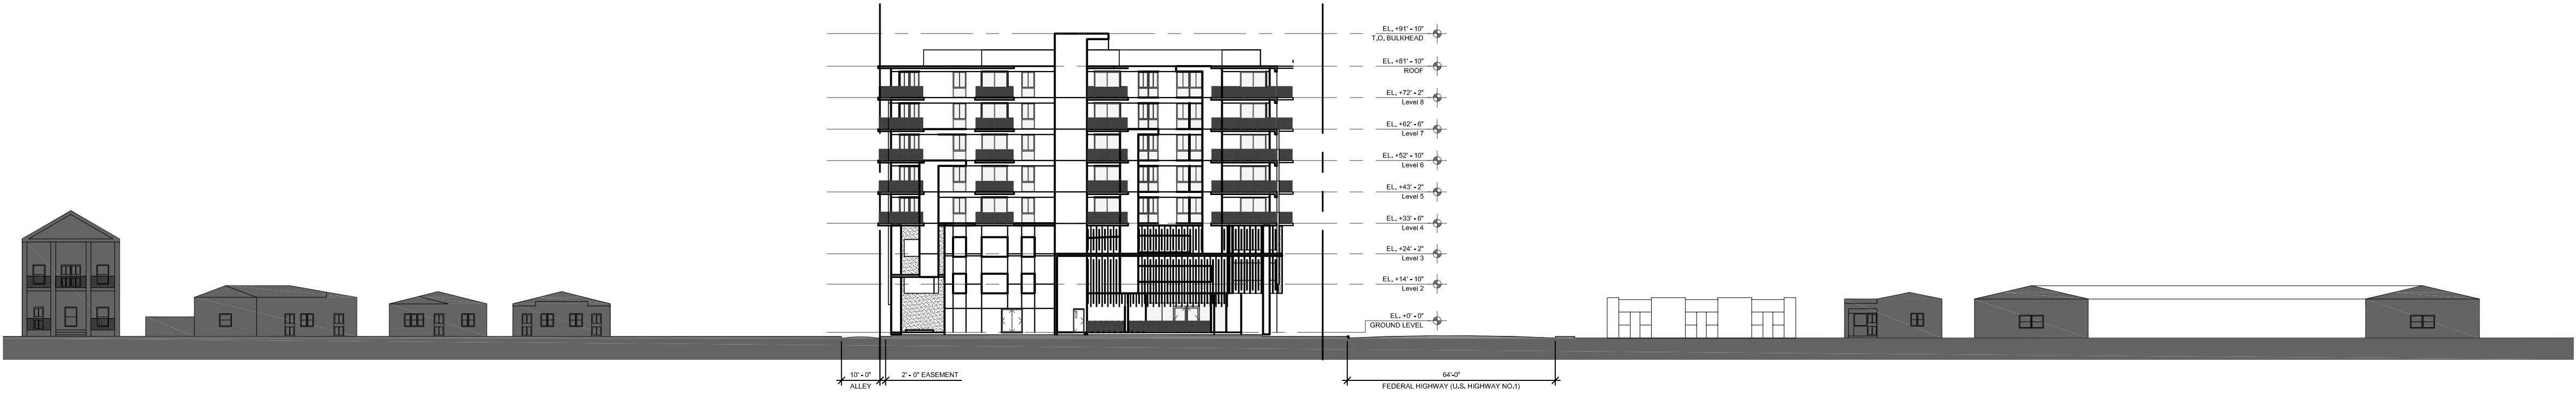 EL. +91' - 10"
T.O. BULKHEAD
EL. +81' - 10"
ROOF
EL. +72' - 2"
Level 8
EL. +62' - 6"
Level 7
EL. +52' - 10"
Level 6
EL. +43' - 2"
Level 5
EL. +33' - 6"
Level 4
EL. +24' - 2"
Level 3
EL. +14' - 10"
Level 2
EL. +0' - 0"
GROUND LEVEL
10' - 0"
ALLEY
2' - 0" EASEMENT
64'-0"
FEDERAL HIGHWAY (U.S. HIGHWAY NO.1)